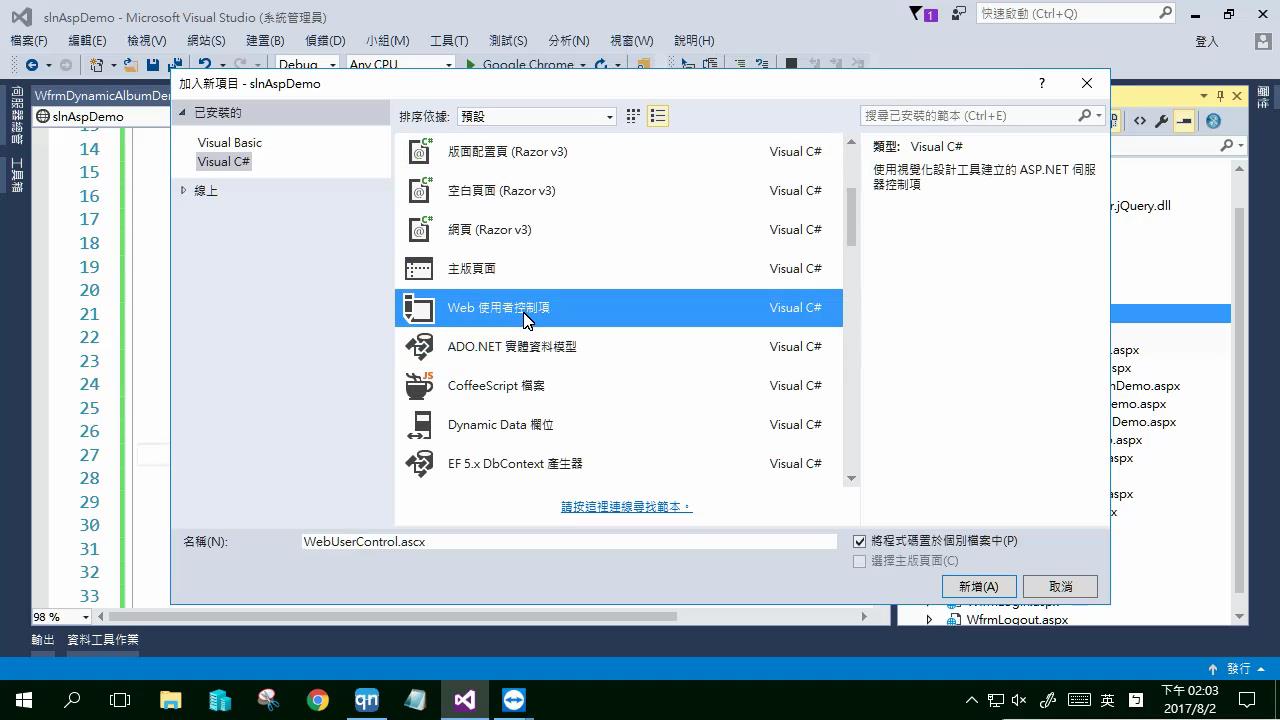 slnAspDemo - Microsoft Visual Studio (系統管理員)
1
快速啟動 (Ctrl+Q)
檔案(F) 編輯(E) 檢視(V) 網站(S) 建置(B) 偵錯(D) 小組(M) 工具(T) 測試(S) 分析(N) 視窗(W) 說明(H)
登入
Debug Any CPU Google Chrome
加入新項目 - slnAspDemo
?
WfrmDynamicAlbumDe
slnAspDemo
伺服器總管
工具箱
屬性
14
15
16
17
18
19
20
21
22
23
24
25
26
27
28
29
30
31
32
33
98 %
已安裝的
Visual Basic
Visual C#
線上
排序依據: 預設
搜尋已安裝的範本 (Ctrl+E)
版面配置頁 (Razor v3) Visual C#
空白頁面 (Razor v3) Visual C#
網頁 (Razor v3) Visual C#
主版頁面 Visual C#
Web 使用者控制項 Visual C#
ADO.NET 實體資料模型 Visual C#
CoffeeScript 檔案 Visual C#
Dynamic Data 欄位 Visual C#
EF 5.x DbContext 產生器 Visual C#
請按這裡連線尋找範本。
類型: Visual C#
使用視覺化設計工具建立的 ASP.NET 伺服
器控制項
名稱(N): WebUserControl.ascx
將程式碼置於個別檔案中(P)
選擇主版頁面(C)
新增(A) 取消
r.jQuery.dll
.aspx
spx
nDemo.aspx
emo.aspx
Demo.aspx
o.aspx
spx
spx
x
WfrmLogin.aspx
WfrmLogout.aspx
輸出 資料工具作業
發行
英
下午 02:03
2017/8/2